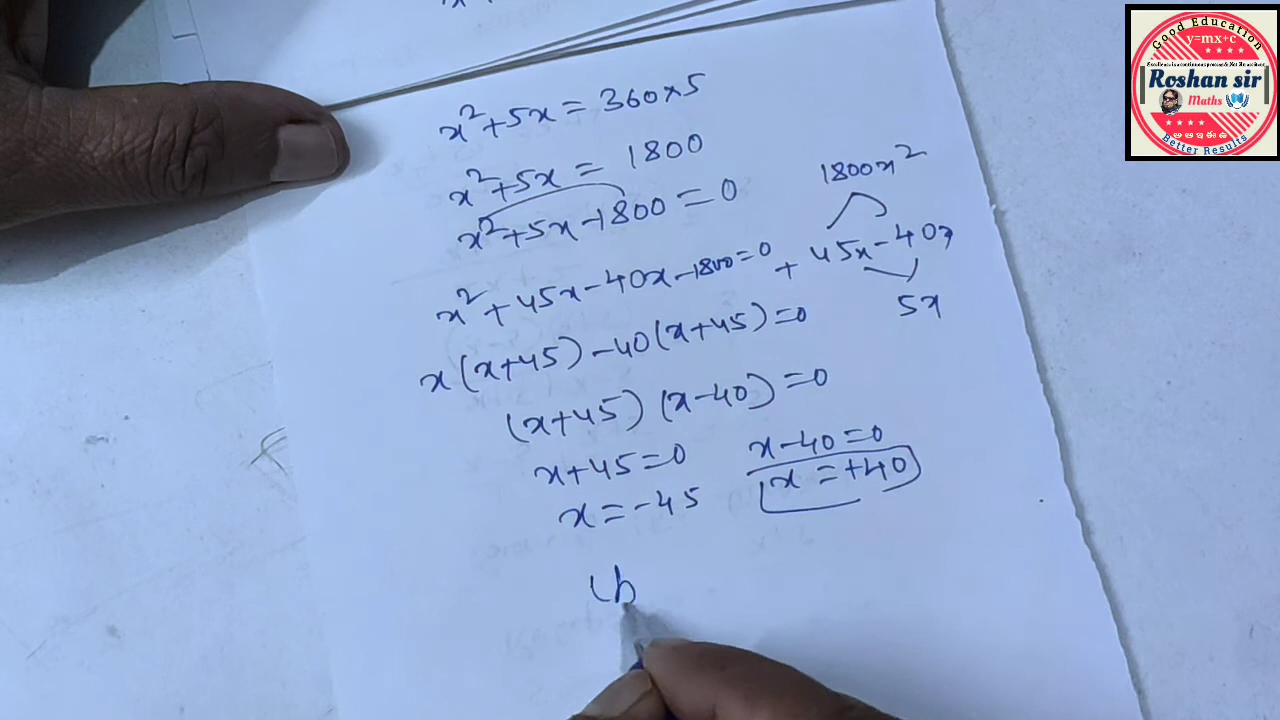 x²+5x = 360×5
x²+5x = 1800
x²+5x-1800 = 0
1800x²
x²+45x-40x-1800=0
+ 45x-40x
5x
x(x+45) -40(x+45)=0
(x+45) (x-40) =0
x+45=0
x-40=0
x=-45
x=+40
(b
Good Education
y=mx+c
Roshan sir
Maths
Better Results